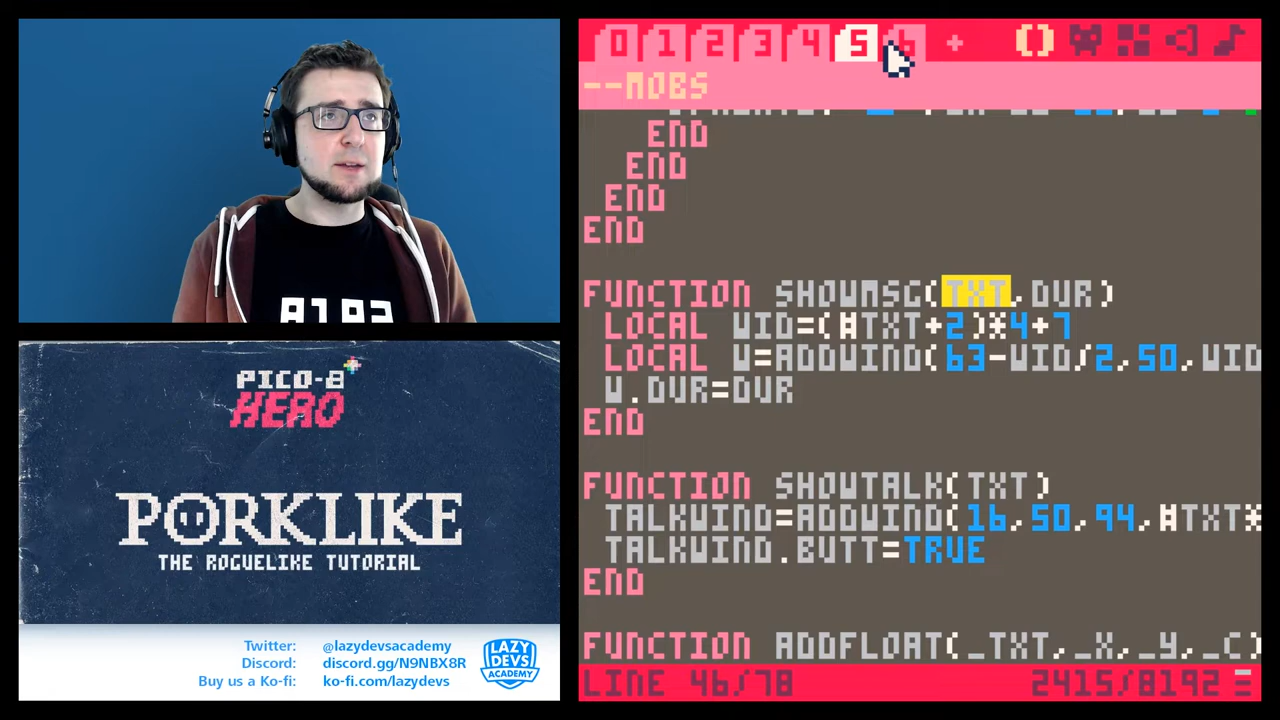 8192
PICO-8
HERO
PORKLIKE
THE ROGUELIKE TUTORIAL
Twitter: @lazydevsacademy
Discord: discord.gg/N9NBX8R
Buy us a Ko-fi: ko-fi.com/lazydevs
LAZY
DEVS
ACADEMY
0 1 2 3 4 5 6 +
--MOBS
END
END
END
END
FUNCTION SHOWMSG(TXT,DUR)
LOCAL WID=(#TXT+2)*4+7
LOCAL W=ADDWIND(63-WID/2,50,WID
W.DUR=DUR
END
FUNCTION SHOWTALK(TXT)
TALKWIND=ADDWIND(16,50,94,#TXT*
TALKWIND.BUTT=TRUE
END
FUNCTION ADDFLOAT(_TXT,_X,_Y,_C)
LINE 46/78 2415/8192